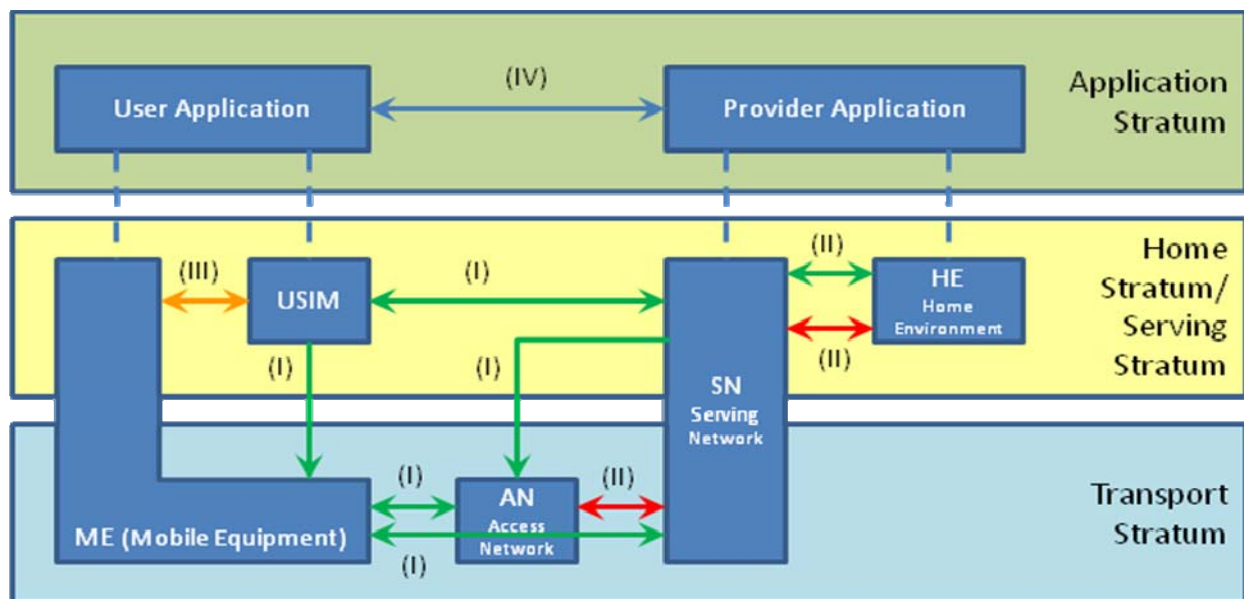 (IV)
User Application
Provider Application
Application
Stratum
(III)
USIM
(I)
(II)
HE
Home
Environment
(II)
Home
Stratum/
Serving
Stratum
(I)
(I)
SN
Serving
Network
(I)
(II)
AN
Access
Network
ME (Mobile Equipment)
(I)
Transport
Stratum